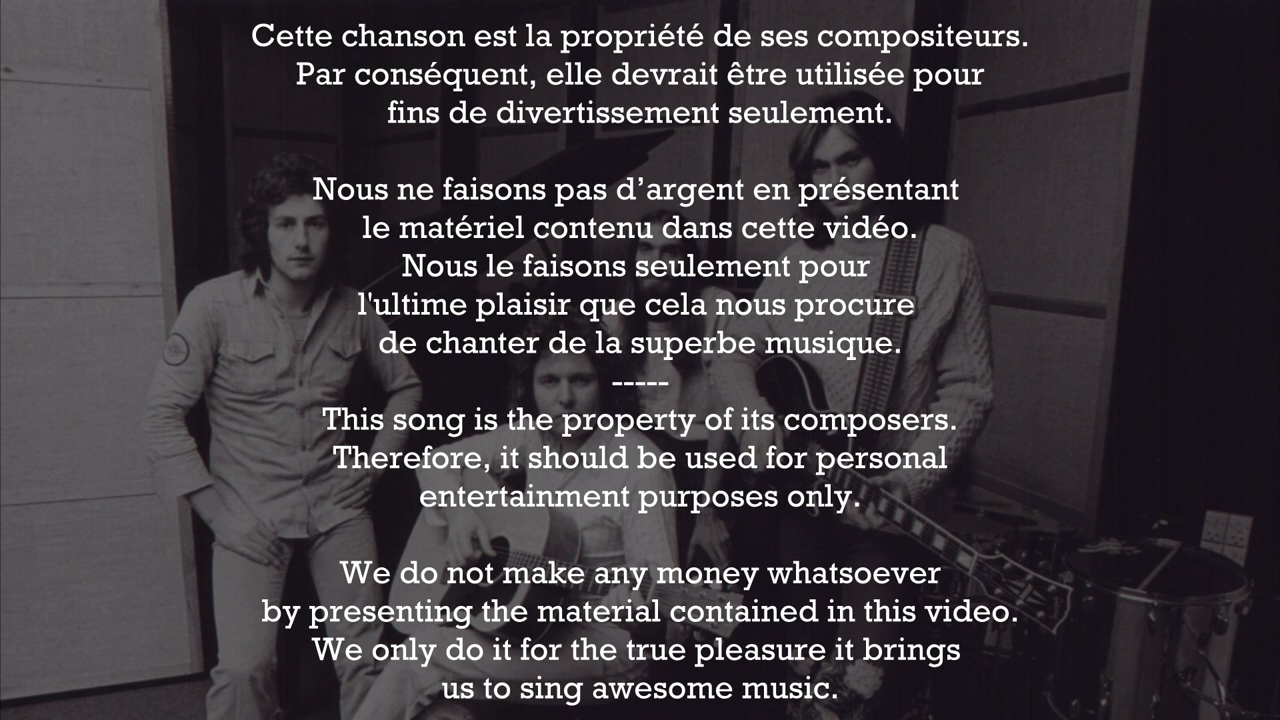 Cette chanson est la propriété de ses compositeurs.
Par conséquent, elle devrait être utilisée pour
fins de divertissement seulement.
Nous ne faisons pas d’argent en présentant
le matériel contenu dans cette vidéo.
Nous le faisons seulement pour
l'ultime plaisir que cela nous procure
de chanter de la superbe musique.
-----
This song is the property of its composers.
Therefore, it should be used for personal
entertainment purposes only.
We do not make any money whatsoever
by presenting the material contained in this video.
We only do it for the true pleasure it brings
us to sing awesome music.